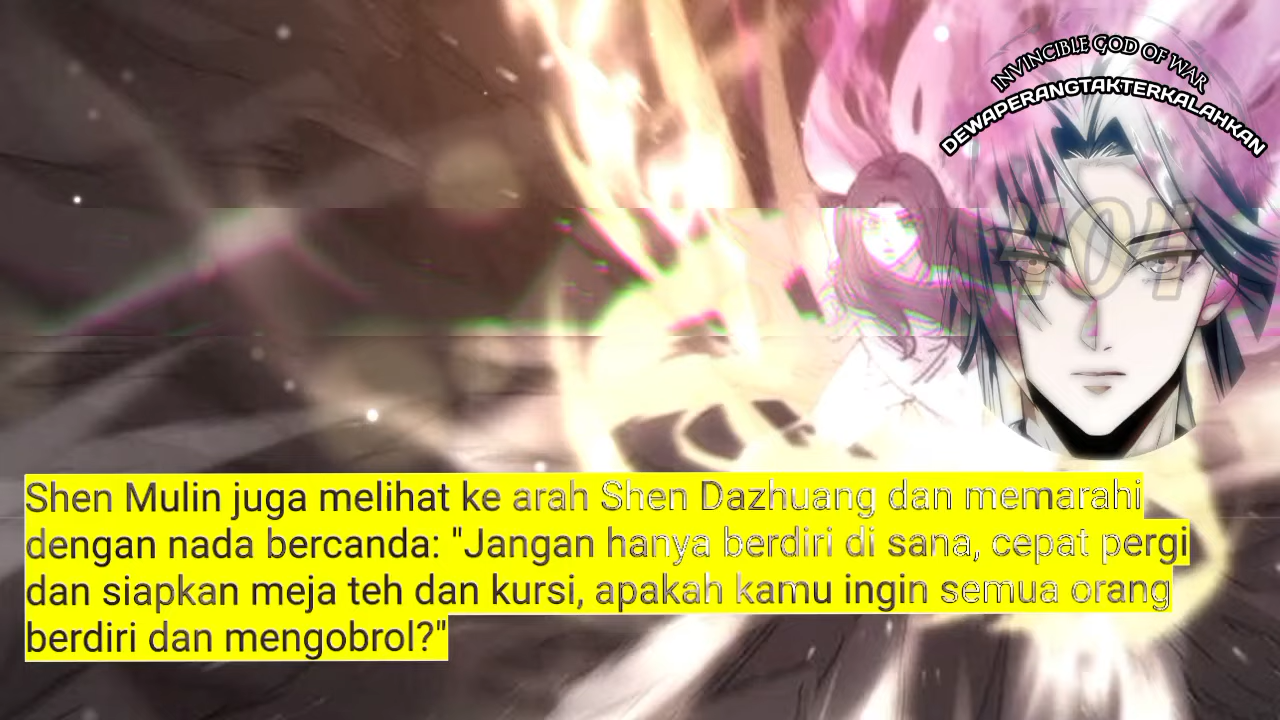 INVINCIBLE GOD OF WAR
DEWAPERANGTAKTERKALAHKAN
404
Shen Mulin juga melihat ke arah Shen Dazhuang dan memarahi
dengan nada bercanda: "Jangan hanya berdiri di sana, cepat pergi
dan siapkan meja teh dan kursi, apakah kamu ingin semua orang
berdiri dan mengobrol?"